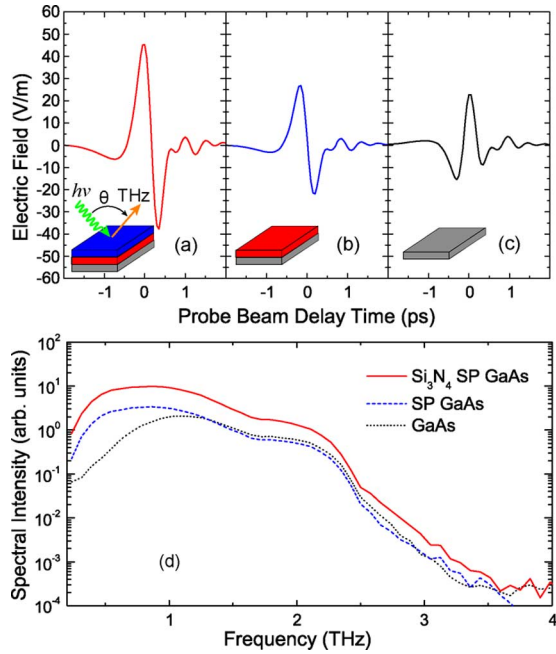 Electric Field (V/m)
60
50
40
30
20
10
0
-10
-20
-30
-40
-50
-60
hν θ THz
(a) (b) (c)
-1 0 1 -1 0 1 -1 0 1
Probe Beam Delay Time (ps)
Spectral Intensity (arb. units)
10²
10¹
10⁰
10⁻¹
10⁻²
10⁻³
10⁻⁴
Si₃N₄ SP GaAs
SP GaAs
GaAs
(d)
1 2 3 4
Frequency (THz)